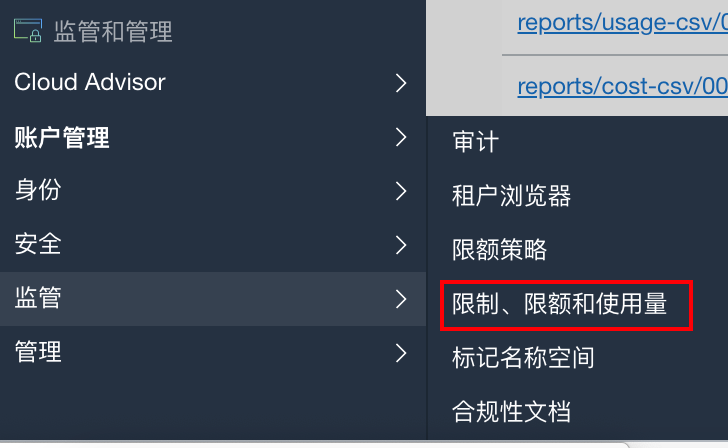 监管和管理
Cloud Advisor
账户管理
身份
安全
监管
管理
reports/usage-csv/0
reports/cost-csv/00
审计
租户浏览器
限额策略
限制、限额和使用量
标记名称空间
合规性文档